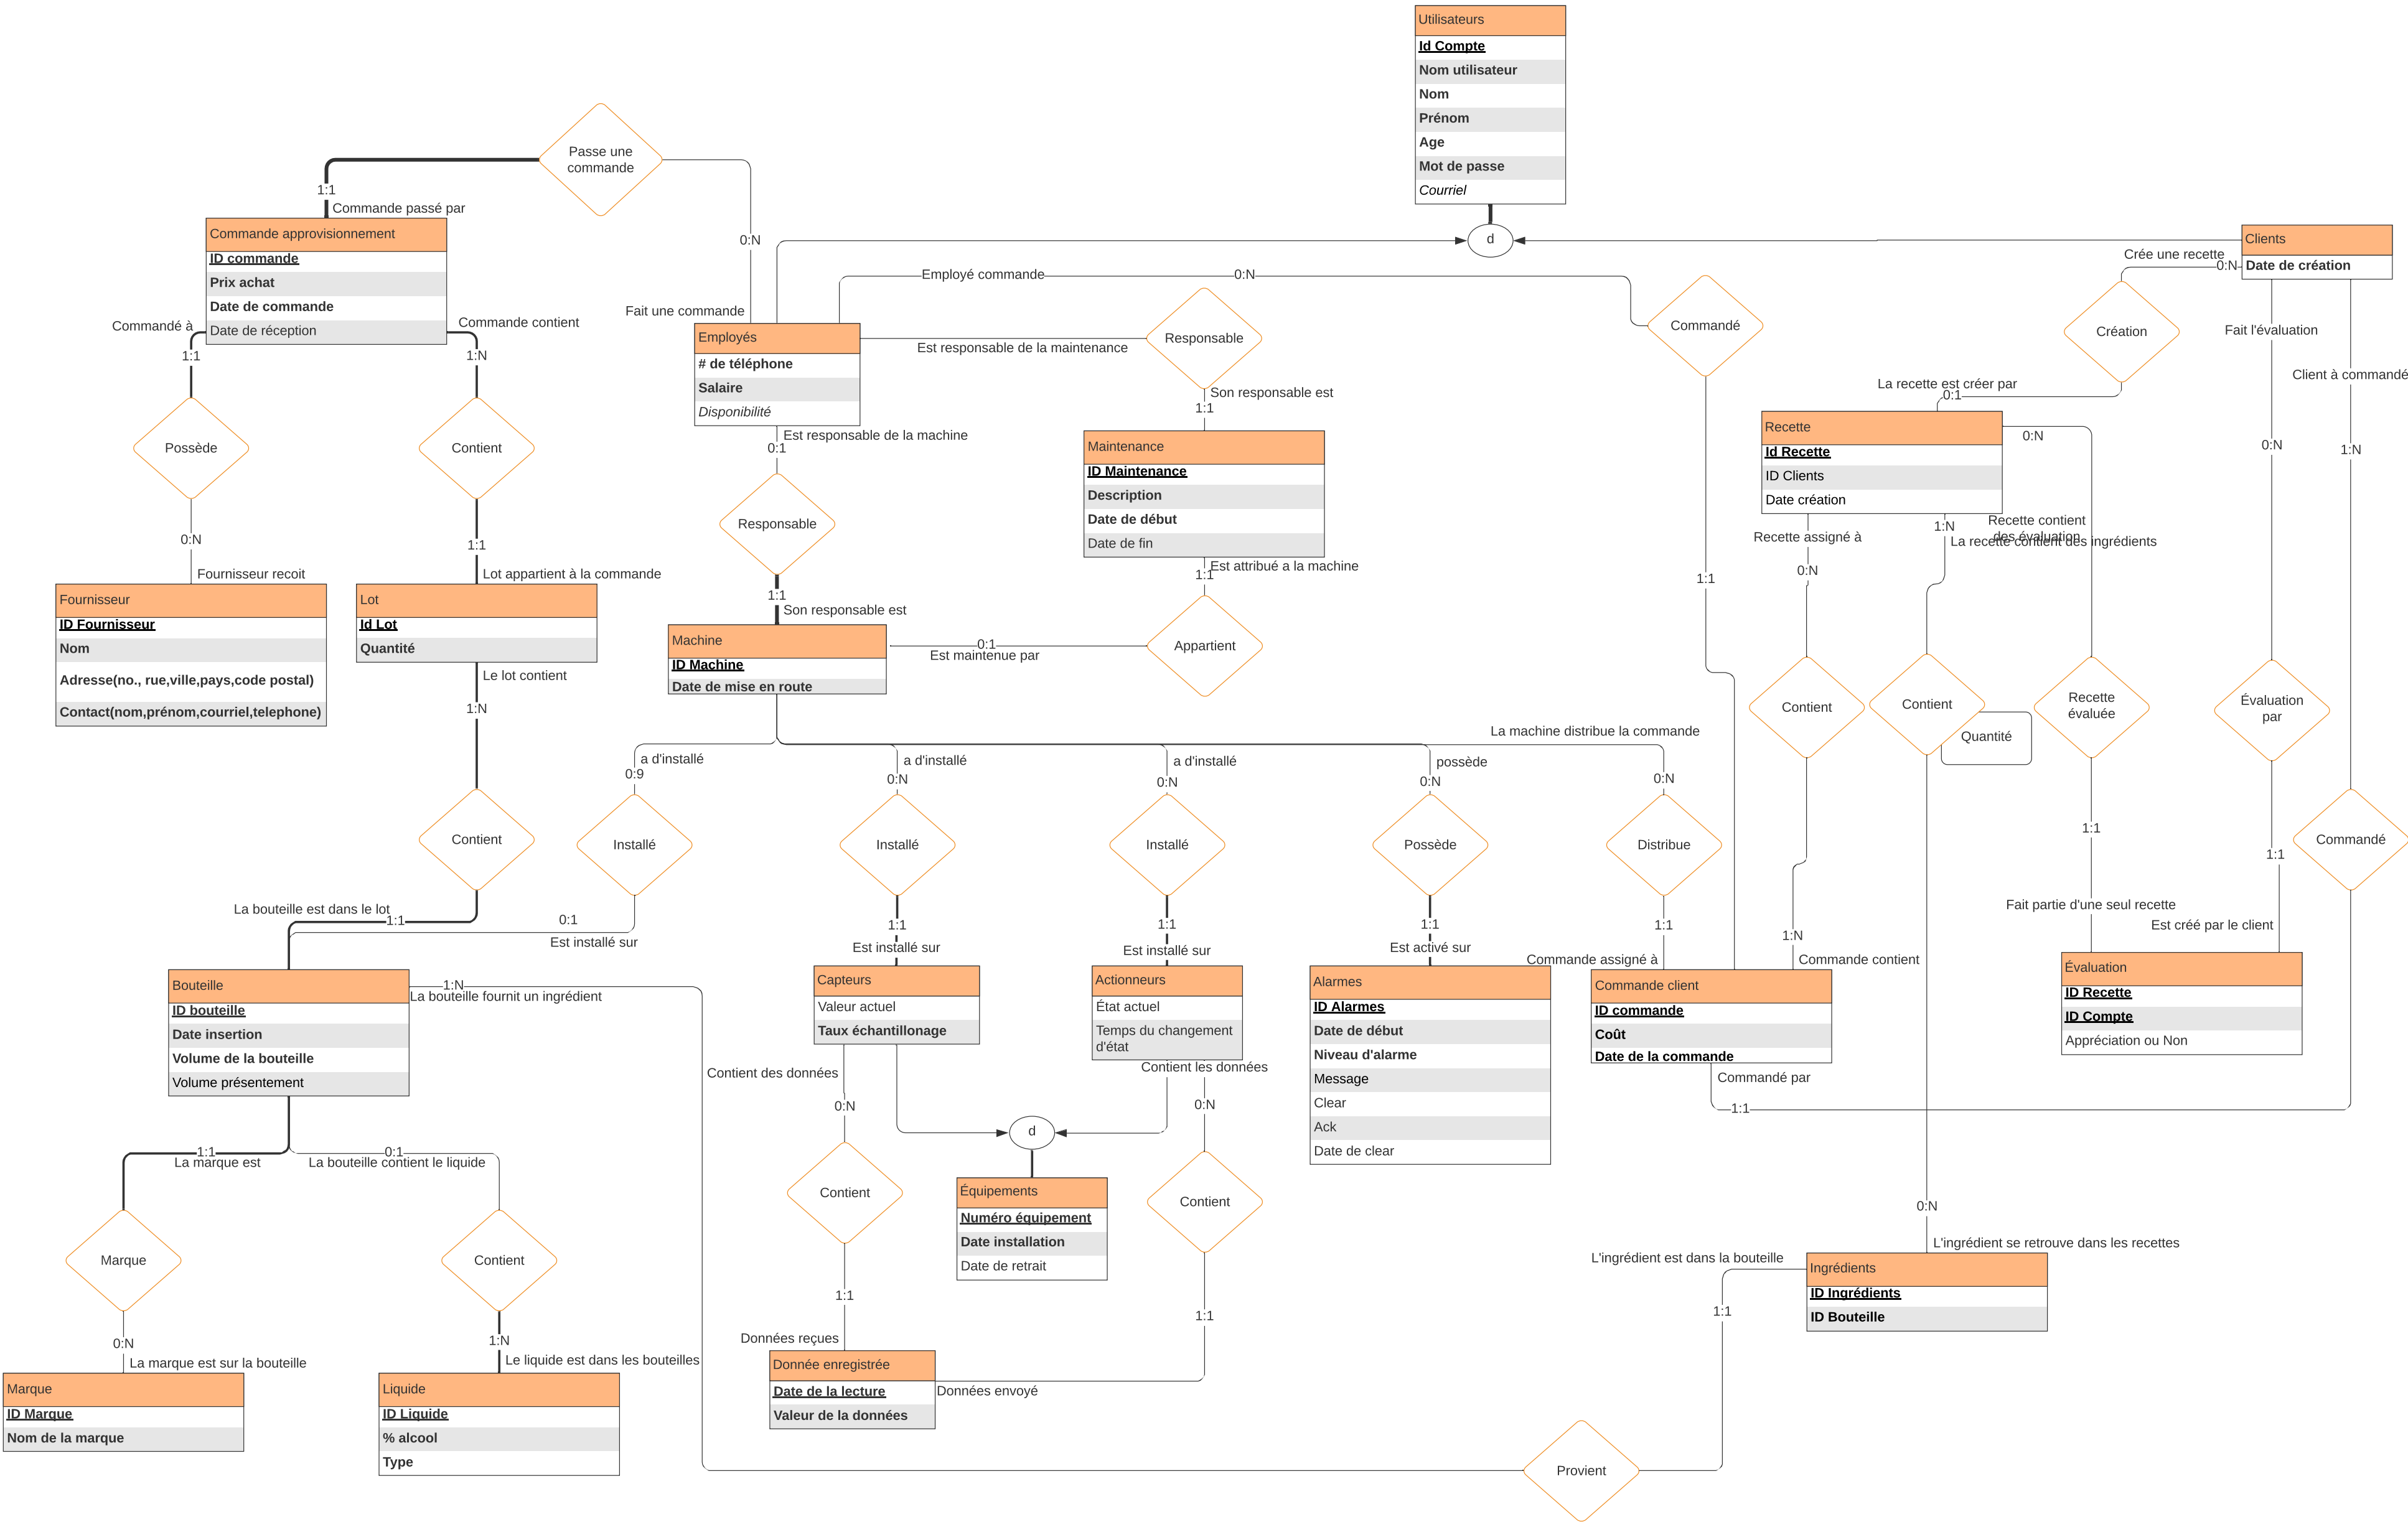 Utilisateurs
Id Compte
Nom utilisateur
Nom
Prénom
Age
Mot de passe
Courriel
d
Passe une
commande
1:1
Commande passé par
0:N
Fait une commande
Commande approvisionnement
ID commande
Prix achat
Date de commande
Date de réception
Commandé à
1:1
Commande contient
1:N
Possède
Contient
0:N
Fournisseur recoit
1:1
Lot appartient à la commande
Fournisseur
ID Fournisseur
Nom
Adresse(no., rue,ville,pays,code postal)
Contact(nom,prénom,courriel,telephone)
Lot
Id Lot
Quantité
Le lot contient
1:N
Contient
La bouteille est dans le lot
1:1
Employé commande
0:N
Employés
# de téléphone
Salaire
Disponibilité
Est responsable de la maintenance
Responsable
Son responsable est
1:1
Est responsable de la machine
0:1
Responsable
1:1
Son responsable est
Maintenance
ID Maintenance
Description
Date de début
Date de fin
Est attribué a la machine
1:1
Appartient
0:1
Est maintenue par
Machine
ID Machine
Date de mise en route
Commandé
1:1
Clients
Date de création
Crée une recette
0:N
Création
La recette est créer par
0:1
Fait l'évaluation
0:N
Client à commandé
1:N
Recette
Id Recette
ID Clients
Date création
0:N
Recette assigné à
0:N
1:N
La recette contient des ingrédients
Recette contient
des évaluation
Contient
Contient
Quantité
Recette
évaluée
Évaluation
par
Commandé
1:1
Fait partie d'une seul recette
1:1
Est créé par le client
a d'installé
0:9
a d'installé
0:N
a d'installé
0:N
possède
0:N
La machine distribue la commande
0:N
Installé
Installé
Installé
Possède
Distribue
0:1
Est installé sur
1:1
Est installé sur
1:1
Est installé sur
1:1
Est activé sur
1:1
Commande assigné à
1:N
Commande contient
Bouteille
ID bouteille
Date insertion
Volume de la bouteille
Volume présentement
1:N
La bouteille fournit un ingrédient
Capteurs
Valeur actuel
Taux échantillonage
Actionneurs
État actuel
Temps du changement
d'état
Alarmes
ID Alarmes
Date de début
Niveau d'alarme
Message
Clear
Ack
Date de clear
Commande client
ID commande
Coût
Date de la commande
Commandé par
1:1
Évaluation
ID Recette
ID Compte
Appréciation ou Non
Contient des données
0:N
Contient les données
0:N
d
Contient
Contient
Équipements
Numéro équipement
Date installation
Date de retrait
1:1
La marque est
0:1
La bouteille contient le liquide
Marque
Contient
0:N
La marque est sur la bouteille
1:N
Le liquide est dans les bouteilles
Marque
ID Marque
Nom de la marque
Liquide
ID Liquide
% alcool
Type
1:1
Données reçues
1:1
Donnée enregistrée
Date de la lecture
Valeur de la données
Données envoyé
0:N
L'ingrédient se retrouve dans les recettes
L'ingrédient est dans la bouteille
1:1
Ingrédients
ID Ingrédients
ID Bouteille
Provient